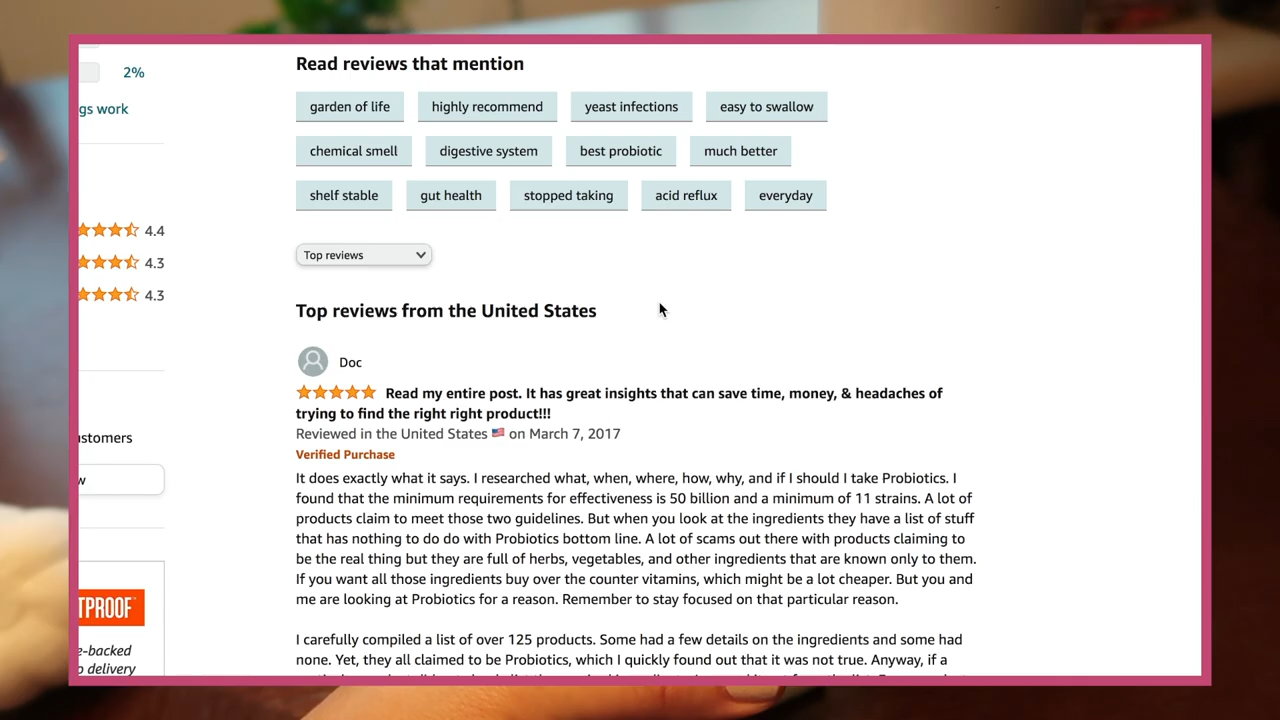 Read reviews that mention
2%
garden of life highly recommend yeast infections easy to swallow
gs work
chemical smell digestive system best probiotic much better
shelf stable gut health stopped taking acid reflux everyday
4.4
Top reviews
4.3
4.3
Top reviews from the United States
Doc
Read my entire post. It has great insights that can save time, money, & headaches of
trying to find the right right product!!!
Reviewed in the United States on March 7, 2017
ustomers
Verified Purchase
w
It does exactly what it says. I researched what, when, where, how, why, and if I should I take Probiotics. I
found that the minimum requirements for effectiveness is 50 billion and a minimum of 11 strains. A lot of
products claim to meet those two guidelines. But when you look at the ingredients they have a list of stuff
that has nothing to do do with Probiotics bottom line. A lot of scams out there with products claiming to
be the real thing but they are full of herbs, vegetables, and other ingredients that are known only to them.
If you want all those ingredients buy over the counter vitamins, which might be a lot cheaper. But you and
me are looking at Probiotics for a reason. Remember to stay focused on that particular reason.
TPROOF
I carefully compiled a list of over 125 products. Some had a few details on the ingredients and some had
e-backed
none. Yet, they all claimed to be Probiotics, which I quickly found out that it was not true. Anyway, if a
o delivery